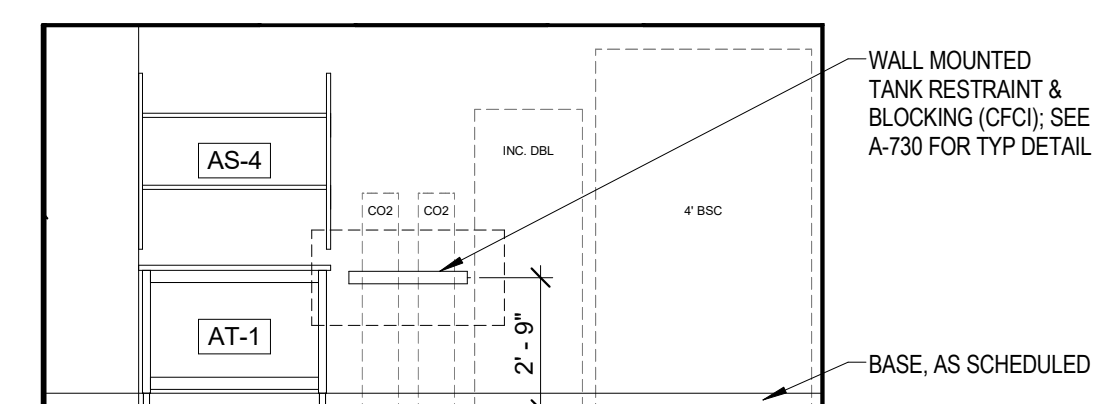 WALL MOUNTED
TANK RESTRAINT &
BLOCKING (CFCI); SEE
A-730 FOR TYP DETAIL
AS-4
INC. DBL
CO2
CO2
4' BSC
AT-1
2' - 9"
BASE, AS SCHEDULED